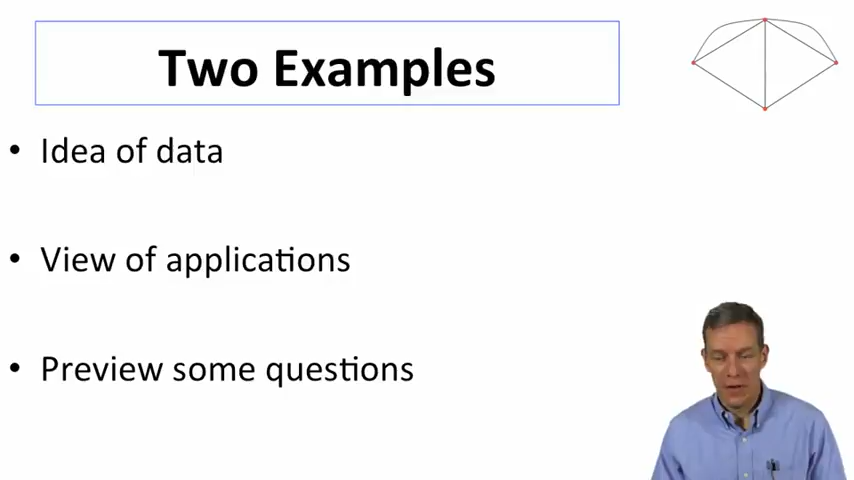 Two Examples
• Idea of data
• View of applications
• Preview some questions